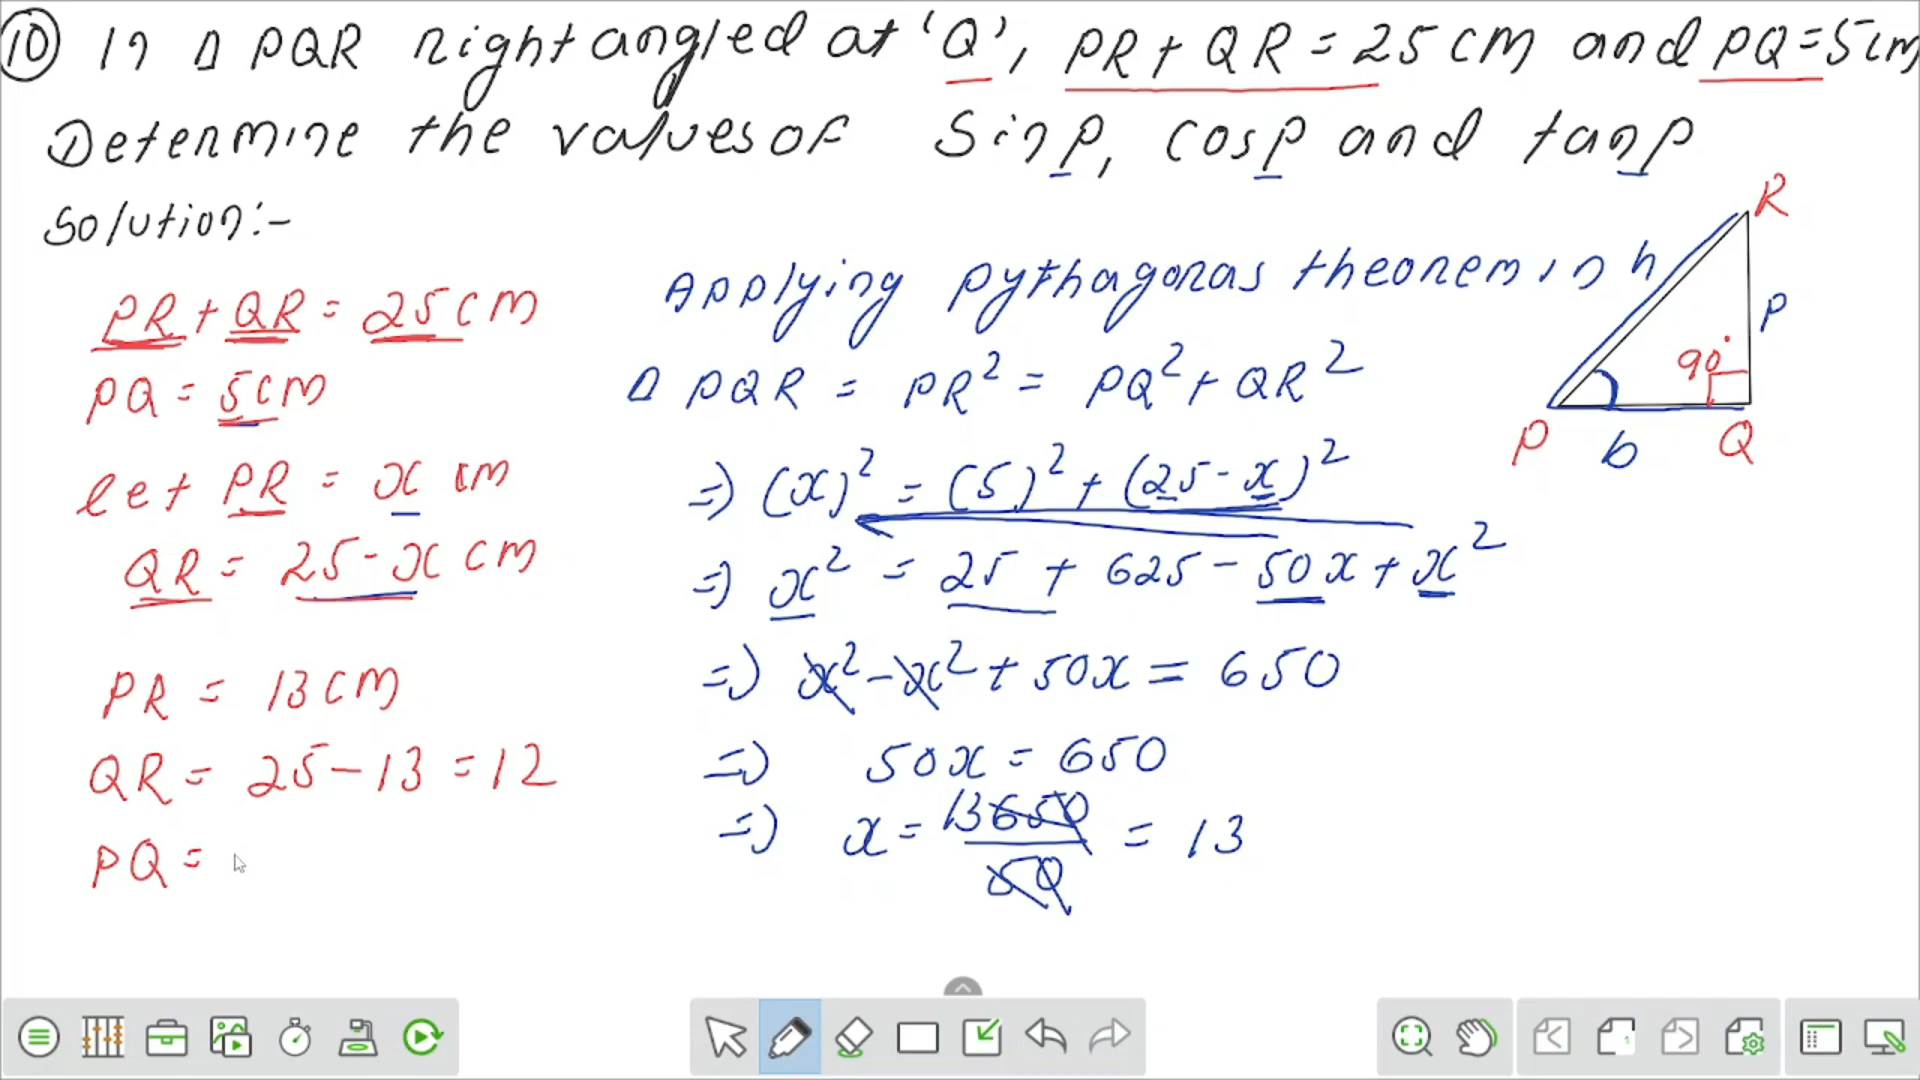 ⑩ In Δ PQR right angled at 'Q', PR + QR = 25 cm and PQ = 5 cm
Determine the values of Sin P, cos P and tan P
Solution:-
PR + QR = 25 cm
PQ = 5 cm
let PR = x cm
QR = 25 - x cm
PR = 13 cm
QR = 25 - 13 = 12
PQ =
Applying pythagoras theorem in
Δ PQR = PR² = PQ² + QR²
=) (x)² = (5)² + (25 - x)²
=) x² = 25 + 625 - 50x + x²
=) x² - x² + 50x = 650
=) 50x = 650
=) x = 13 650/50 = 13
R
h
P
90°
P
b
Q
1